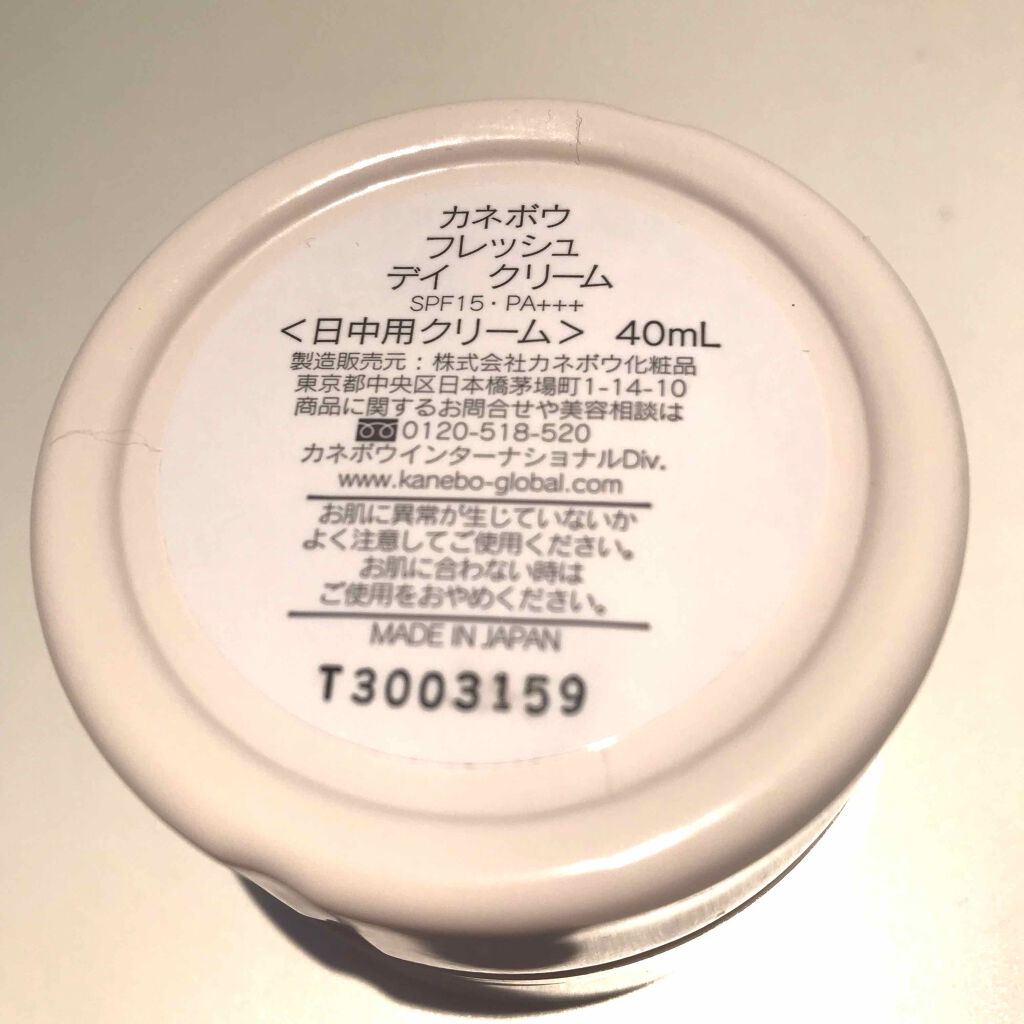 カネボウ
フレッシュ
デイ　クリーム
SPF15・PA+++
＜日中用クリーム＞　40mL
製造販売元：株式会社カネボウ化粧品
東京都中央区日本橋茅場町1-14-10
商品に関するお問合せや美容相談は
0120-518-520
カネボウインターナショナルDiv.
www.kanebo-global.com
お肌に異常が生じていないか
よく注意してご使用ください。
お肌に合わない時は
ご使用をおやめください。
MADE IN JAPAN
T3003159